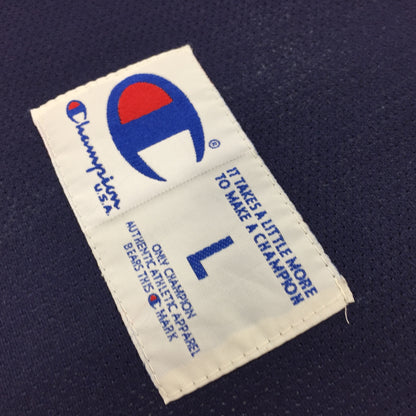 Champion
U.S.A.
®
IT TAKES A LITTLE MORE
TO MAKE A CHAMPION
L
ONLY CHAMPION
AUTHENTIC ATHLETIC APPAREL
BEARS THIS C MARK